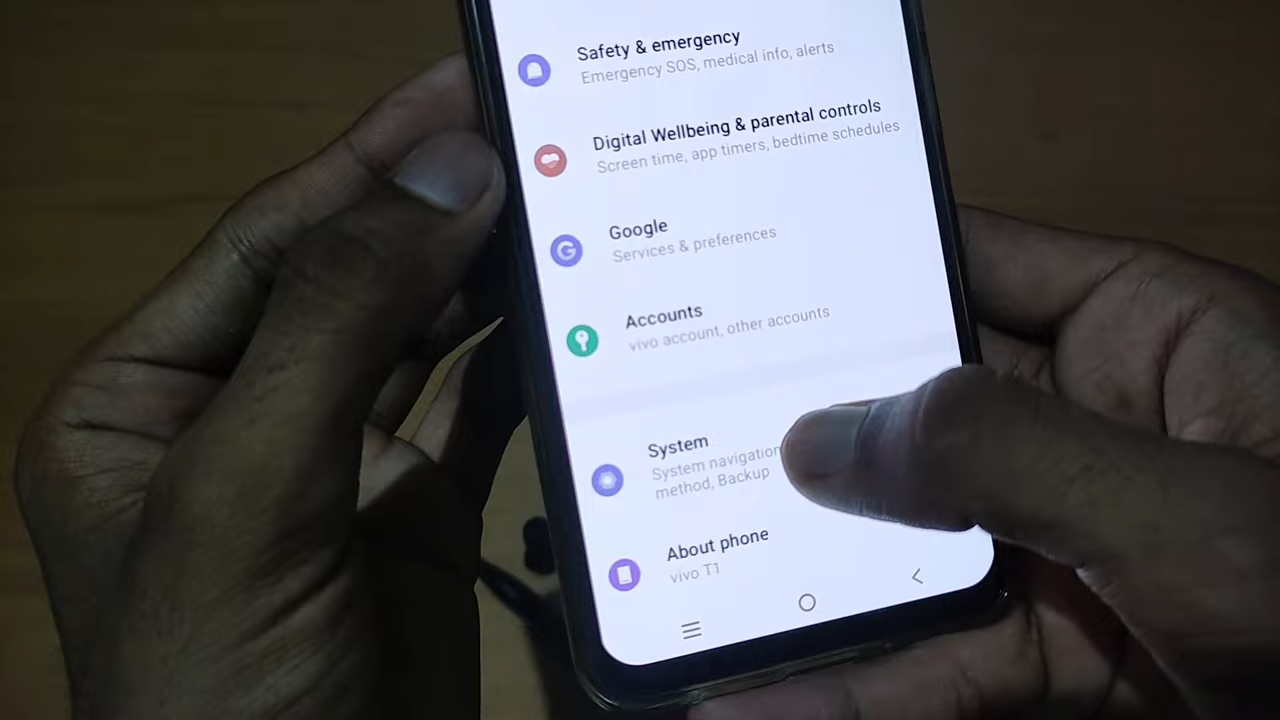 Safety & emergency
Emergency SOS, medical info, alerts
Digital Wellbeing & parental controls
Screen time, app timers, bedtime schedules
Google
Services & preferences
Accounts
vivo account, other accounts
System
System navigation
method, Backup
About phone
vivo T1